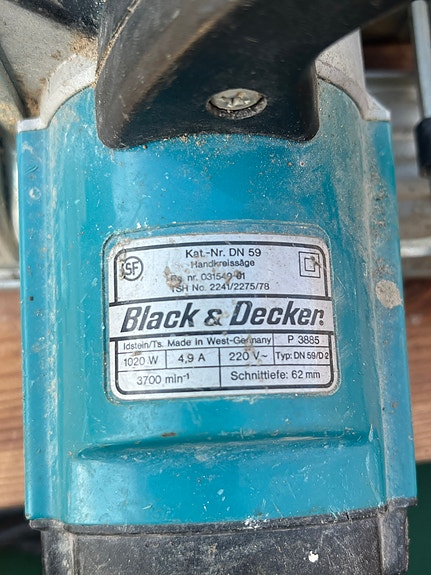 Kat.-Nr. DN 59
Handkreissäge
SF
nr. 031549-01
TSH No. 2241/2275/78
Black & Decker®
Idstein/Ts. Made in West-Germany P 3885
1020 W 4,9 A 220 V~ Typ: DN 59/D2
3700 min⁻¹ Schnittiefe: 62 mm